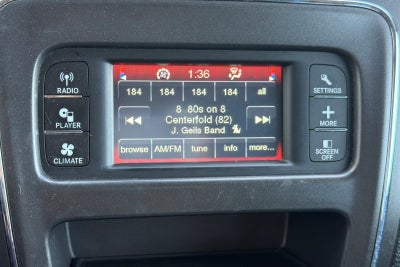 1:36
184 184 184 184 all
8 80s on 8
Centerfold (82)
J. Geils Band
browse AM/FM tune info more...
RADIO
PLAYER
CLIMATE
SETTINGS
MORE
SCREEN
OFF